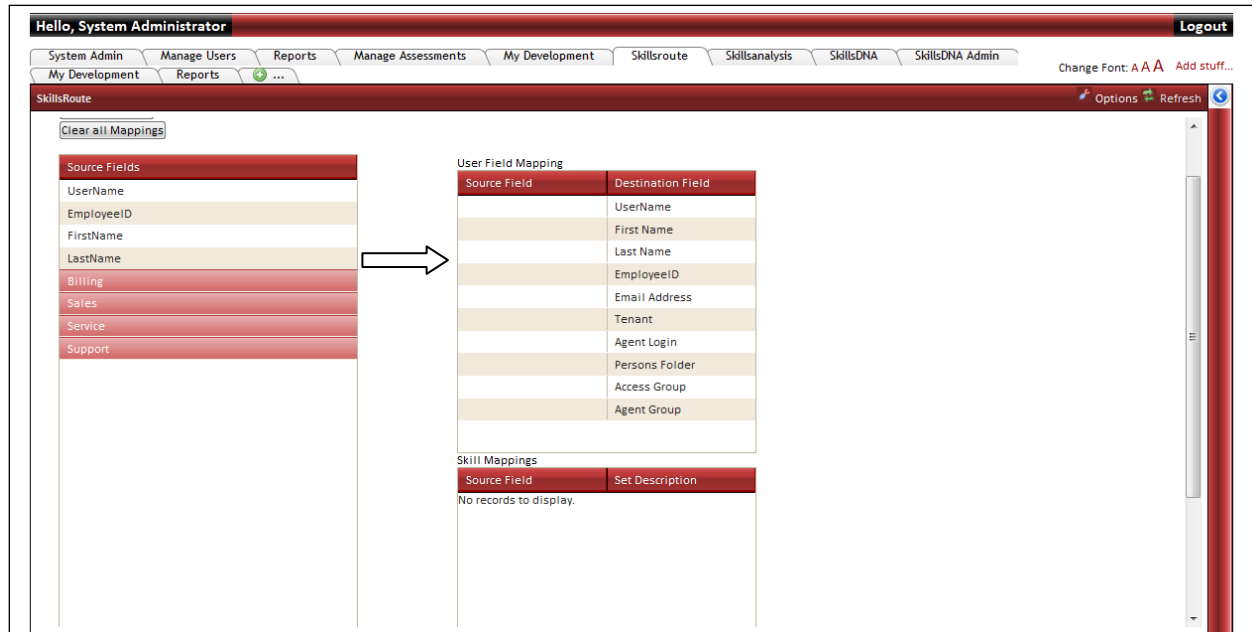 Hello, System Administrator
Logout
System Admin Manage Users Reports Manage Assessments My Development Skillsroute Skillsanalysis SkillsDNA SkillsDNA Admin
My Development Reports ...
Change Font: A A A Add stuff...
SkillsRoute
Options Refresh
Clear all Mappings
Source Fields
UserName
EmployeeID
FirstName
LastName
Billing
Sales
Service
Support
User Field Mapping
Source Field Destination Field
UserName
First Name
Last Name
EmployeeID
Email Address
Tenant
Agent Login
Persons Folder
Access Group
Agent Group
Skill Mappings
Source Field Set Description
No records to display.